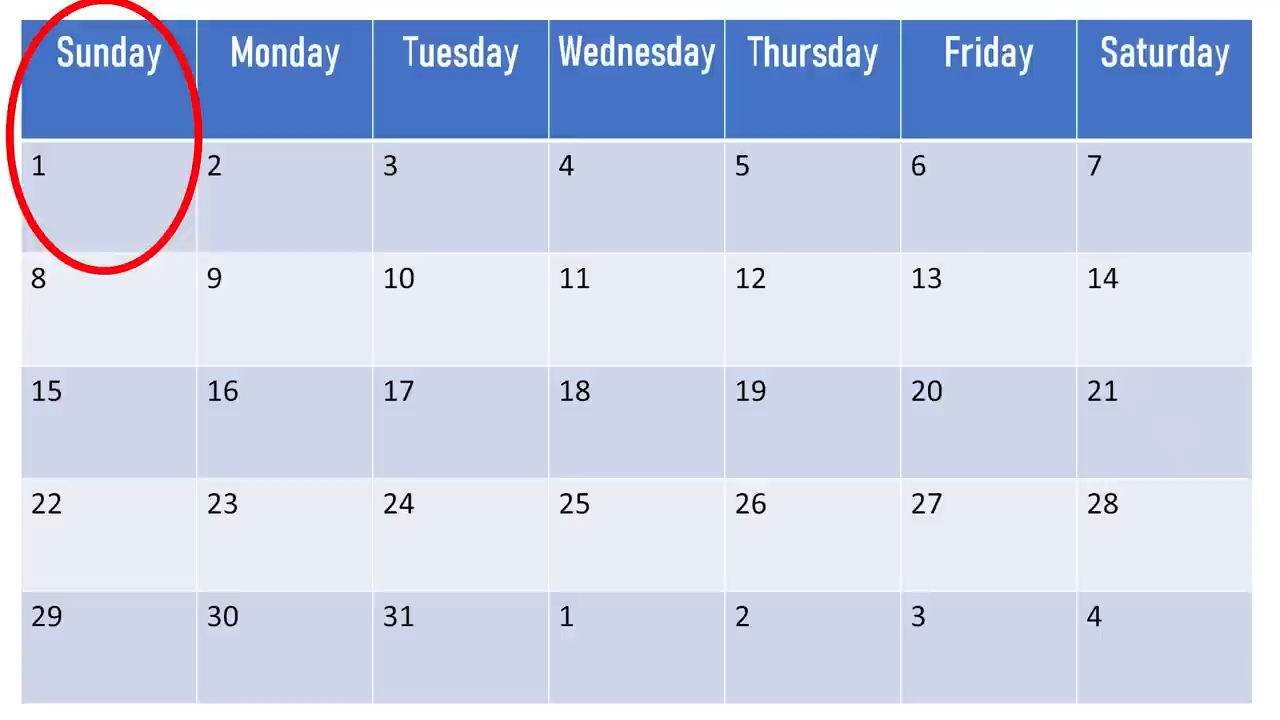 Sunday Monday Tuesday Wednesday Thursday Friday Saturday
1 2 3 4 5 6 7
8 9 10 11 12 13 14
15 16 17 18 19 20 21
22 23 24 25 26 27 28
29 30 31 1 2 3 4